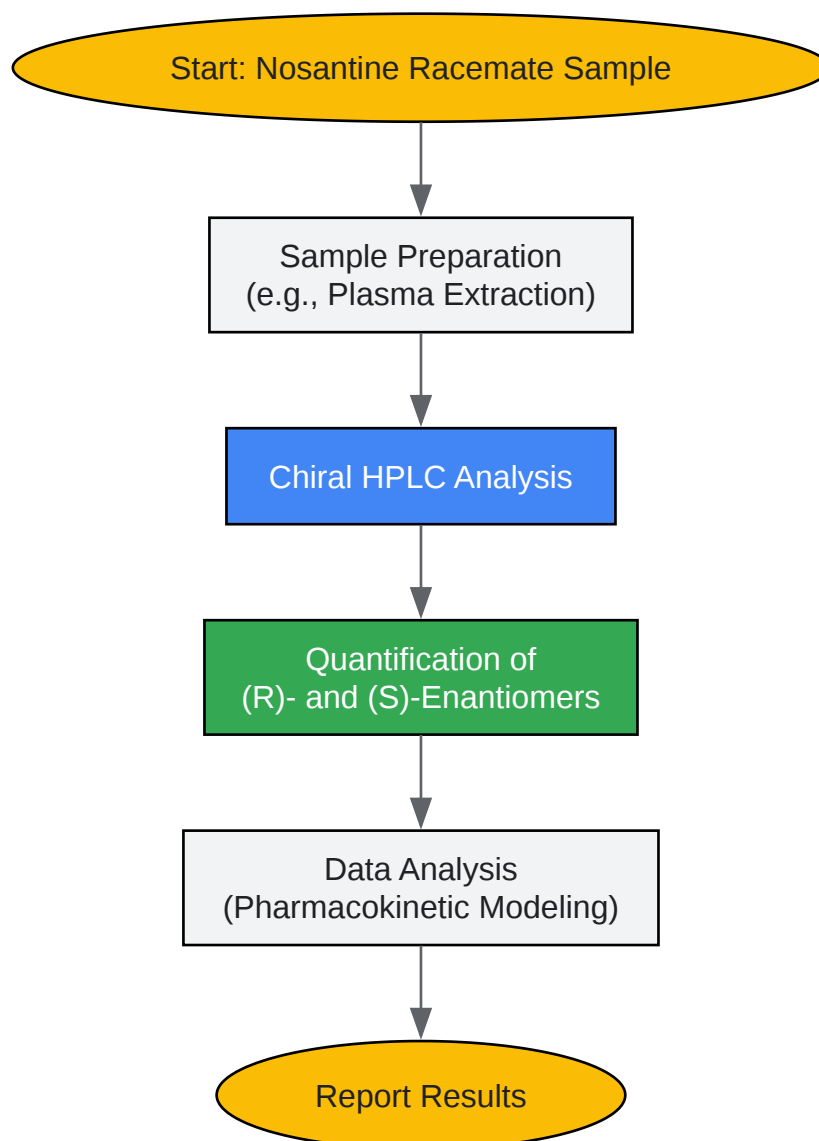 Start: Nosantine Racemate Sample
Sample Preparation
(e.g., Plasma Extraction)
Chiral HPLC Analysis
Quantification of
(R)- and (S)-Enantiomers
Data Analysis
(Pharmacokinetic Modeling)
Report Results